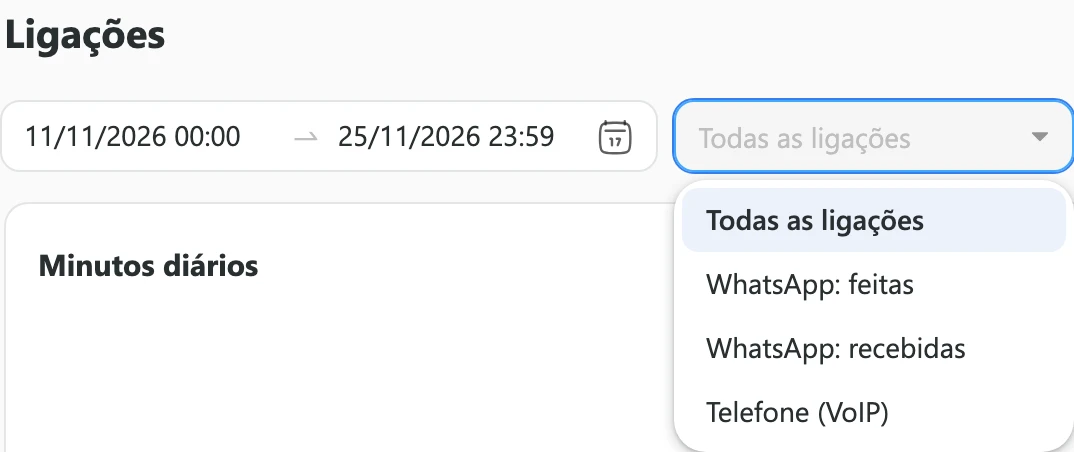 Ligações
11/11/2026 00:00 → 25/11/2026 23:59 17 Todas as ligações
Todas as ligações
Minutos diários
WhatsApp: feitas
WhatsApp: recebidas
Telefone (VoIP)